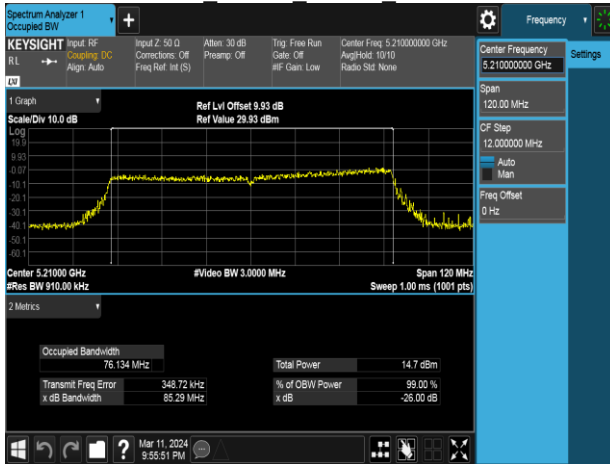 Spectrum Analyzer 1
Occupied BW
Frequency
KEYSIGHT
Input: RF
Coupling: DC
Align: Auto
Input Z: 50 Ω
Corrections: Off
Freq Ref: Int (S)
Atten: 30 dB
Preamp: Off
Trig: Free Run
Gate: Off
#IF Gain: Low
Center Freq: 5.210000000 GHz
Avg|Hold: 10/10
Radio Std: None
R L
LXI
Center Frequency
5.210000000 GHz
Settings
Span
120.00 MHz
CF Step
12.000000 MHz
Auto
Man
Freq Offset
0 Hz
1 Graph
Scale/Div 10.0 dB
Ref Lvl Offset 9.93 dB
Ref Value 29.93 dBm
Log
19.9
9.93
-0.07
-10.1
-20.1
-30.1
-40.1
-50.1
-60.1
Center 5.21000 GHz
#Video BW 3.0000 MHz
Span 120 MHz
#Res BW 910.00 kHz
Sweep 1.00 ms (1001 pts)
2 Metrics
Occupied Bandwidth
76.134 MHz
Total Power 14.7 dBm
Transmit Freq Error 348.72 kHz
% of OBW Power 99.00 %
x dB Bandwidth 85.29 MHz
x dB -26.00 dB
Mar 11, 2024
9:55:51 PM